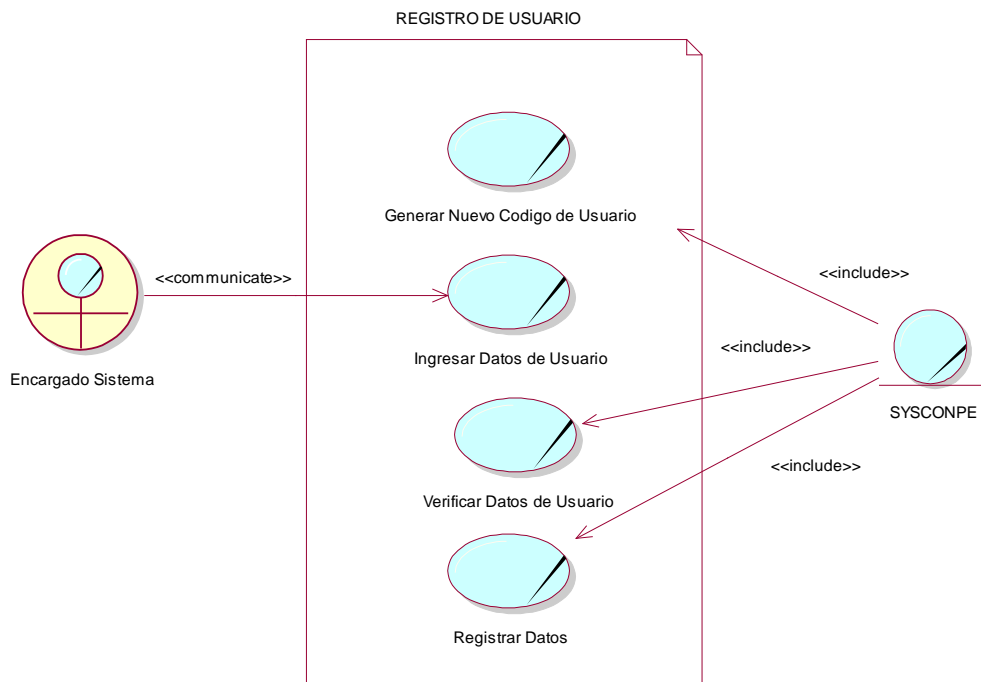 REGISTRO DE USUARIO
Generar Nuevo Codigo de Usuario
<<communicate>>
<<include>>
Encargado Sistema
Ingresar Datos de Usuario
<<include>>
SYSCONPE
Verificar Datos de Usuario
<<include>>
Registrar Datos